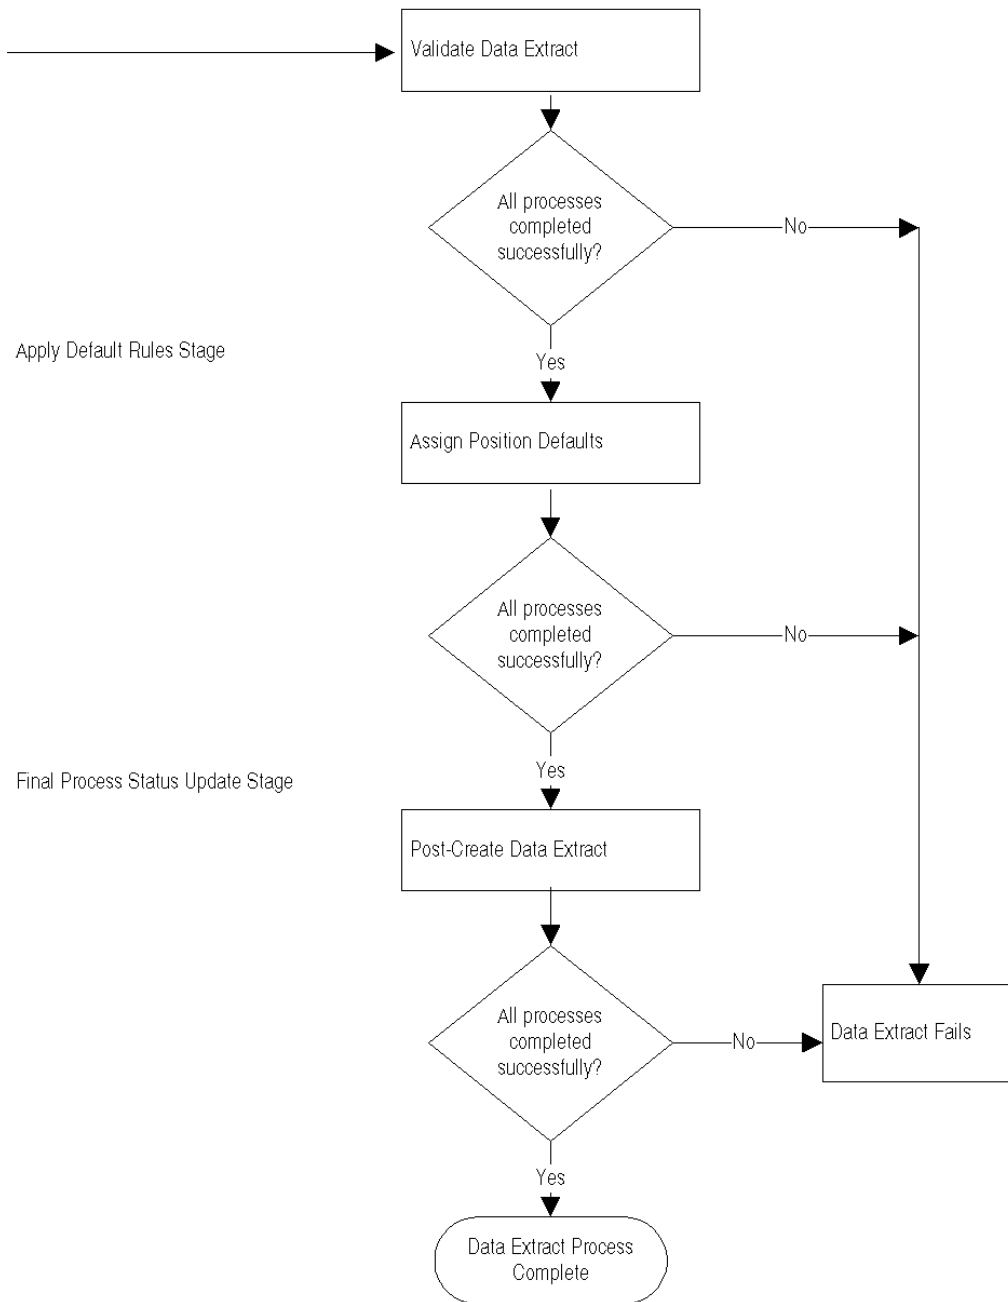 Validate Data Extract
All processes
completed
successfully?
No
Apply Default Rules Stage
Yes
Assign Position Defaults
All processes
completed
successfully?
No
Yes
Final Process Status Update Stage
Post-Create Data Extract
All processes
completed
successfully?
No
Data Extract Fails
Yes
Data Extract Process
Complete